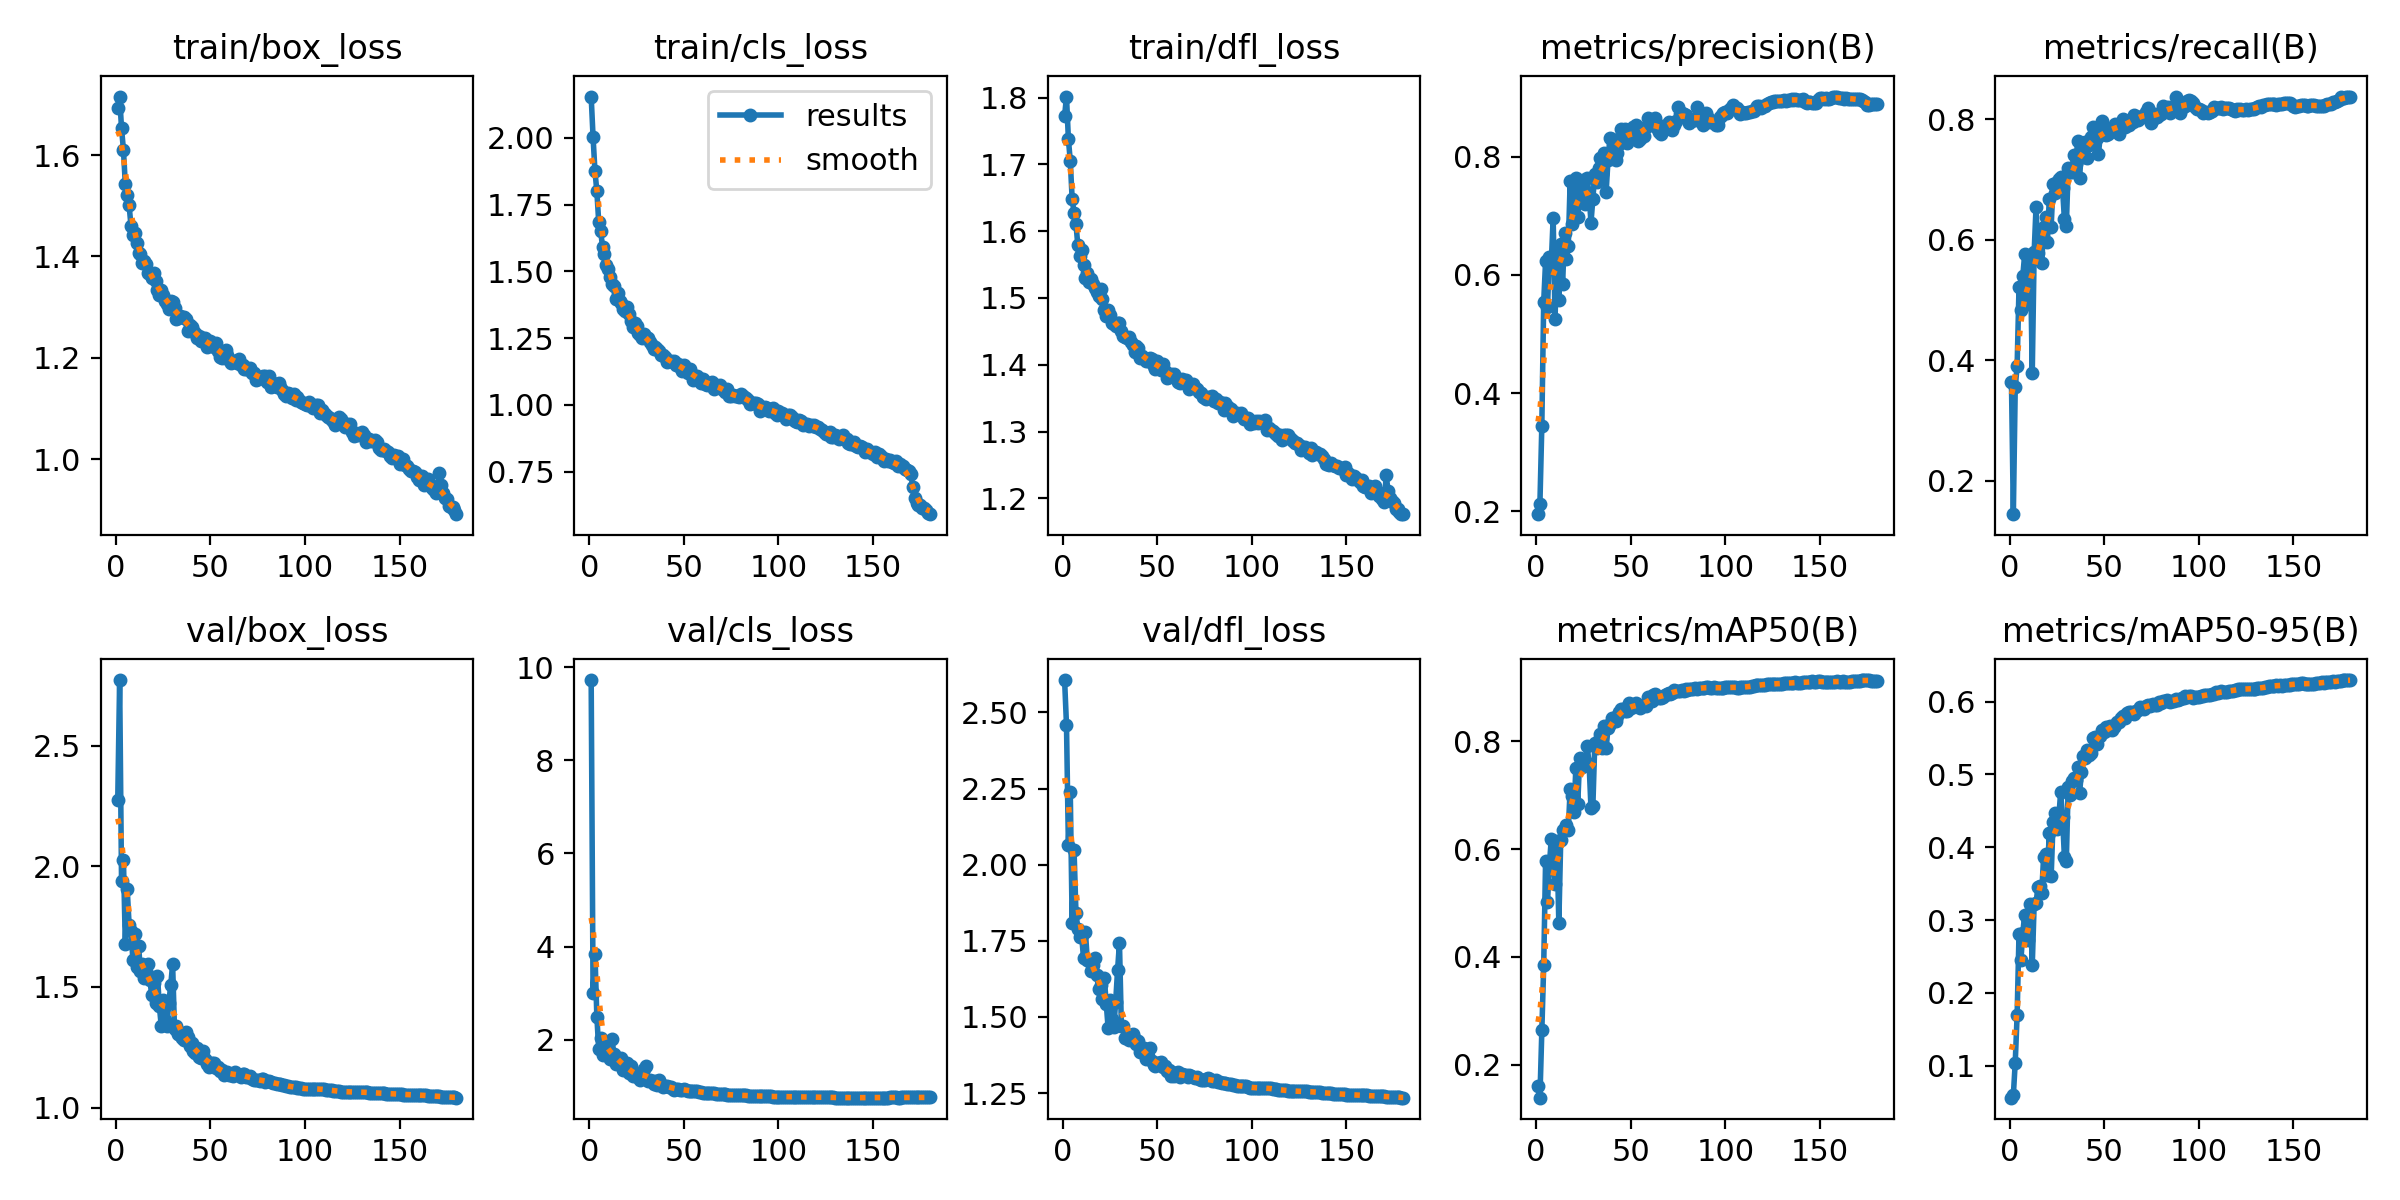 train/box_loss
1.6
1.4
1.2
1.0
0 50 100 150
train/cls_loss
results
smooth
2.00
1.75
1.50
1.25
1.00
0.75
0 50 100 150
train/dfl_loss
1.8
1.7
1.6
1.5
1.4
1.3
1.2
0 50 100 150
metrics/precision(B)
0.8
0.6
0.4
0.2
0 50 100 150
metrics/recall(B)
0.8
0.6
0.4
0.2
0 50 100 150
val/box_loss
2.5
2.0
1.5
1.0
0 50 100 150
val/cls_loss
10
8
6
4
2
0 50 100 150
val/dfl_loss
2.50
2.25
2.00
1.75
1.50
1.25
0 50 100 150
metrics/mAP50(B)
0.8
0.6
0.4
0.2
0 50 100 150
metrics/mAP50-95(B)
0.6
0.5
0.4
0.3
0.2
0.1
0 50 100 150